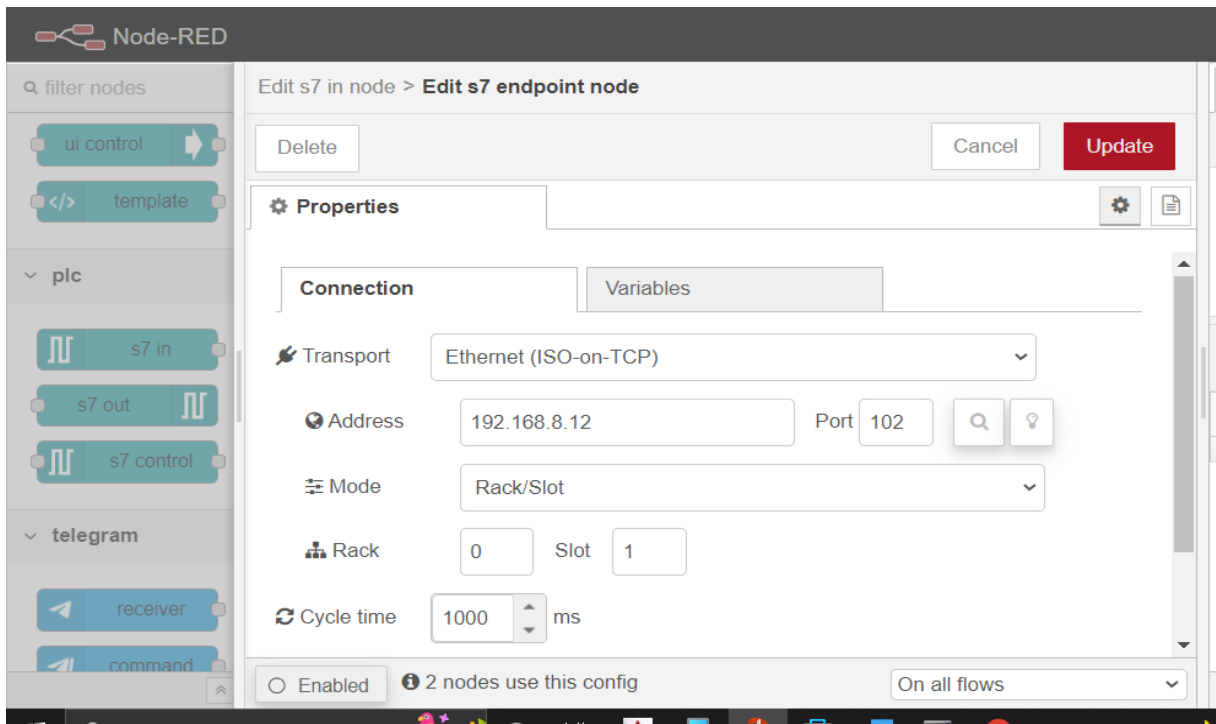 Node-RED
filter nodes
Edit s7 in node > Edit s7 endpoint node
ui control
Delete
Cancel
Update
</> template
Properties
plc
Connection
Variables
s7 in
Transport
Ethernet (ISO-on-TCP)
s7 out
Address
192.168.8.12
Port
102
s7 control
Mode
Rack/Slot
telegram
Rack
0
Slot
1
receiver
Cycle time
1000
ms
command
Enabled
2 nodes use this config
On all flows